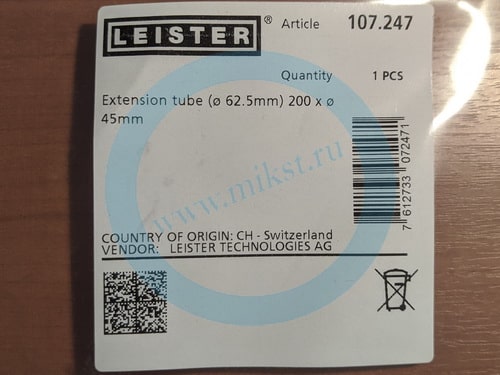 LEISTER® Article 107.247
Quantity 1 PCS
Extension tube (ø 62.5mm) 200 x ø
45mm
www.mikst.ru
7 612733 072471
COUNTRY OF ORIGIN: CH - Switzerland
VENDOR: LEISTER TECHNOLOGIES AG